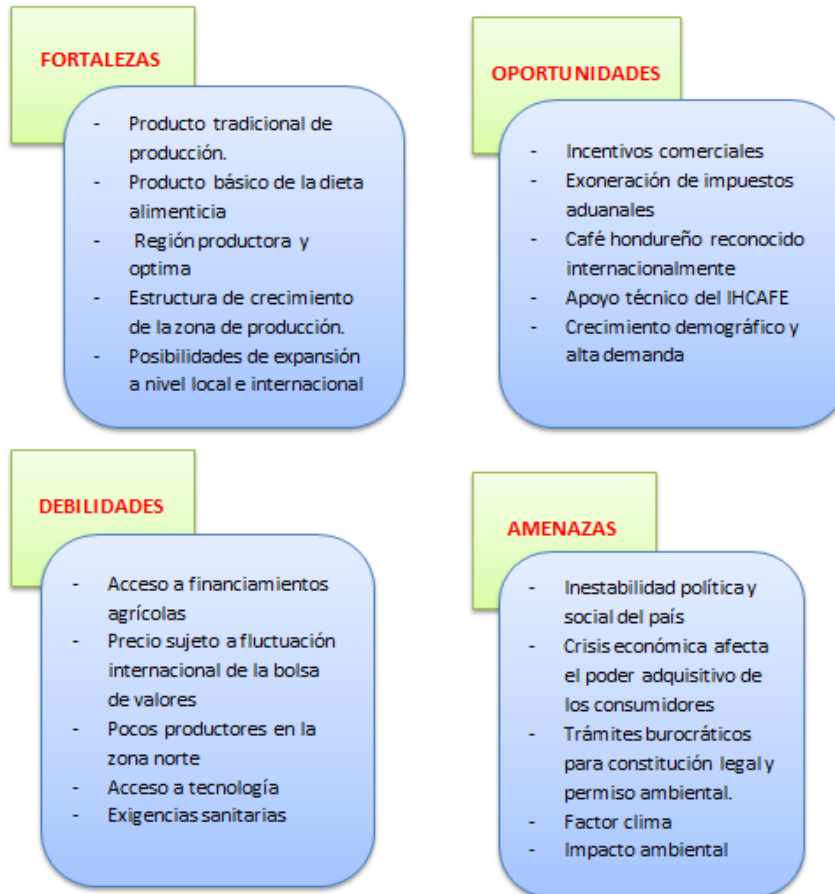 FORTALEZAS
- Producto tradicional de
producción.
- Producto básico de la dieta
alimenticia
- Región productora y
optima
- Estructura de crecimiento
de la zona de producción.
- Posibilidades de expansión
a nivel local e internacional
OPORTUNIDADES
- Incentivos comerciales
- Exoneración de impuestos
aduanales
- Café hondureño reconocido
internacionalmente
- Apoyo técnico del IHCAFE
- Crecimiento demográfico y
alta demanda
DEBILIDADES
- Acceso a financiamientos
agrícolas
- Precio sujeto a fluctuación
internacional de la bolsa
de valores
- Pocos productores en la
zona norte
- Acceso a tecnología
- Exigencias sanitarias
AMENAZAS
- Inestabilidad política y
social del país
- Crisis económica afecta
el poder adquisitivo de
los consumidores
- Trámites burocráticos
para constitución legal y
permiso ambiental.
- Factor clima
- Impacto ambiental